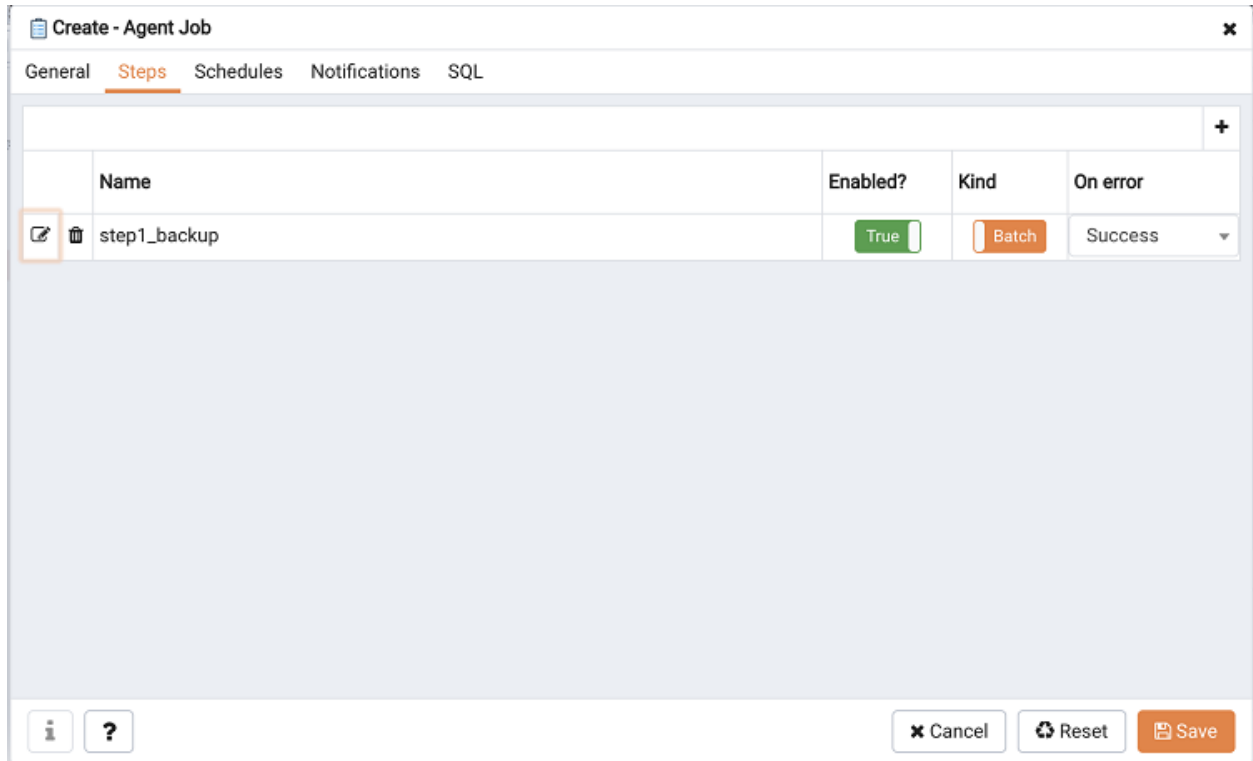 Create - Agent Job
General Steps Schedules Notifications SQL
Name Enabled? Kind On error
step1_backup True Batch Success
Cancel Reset Save